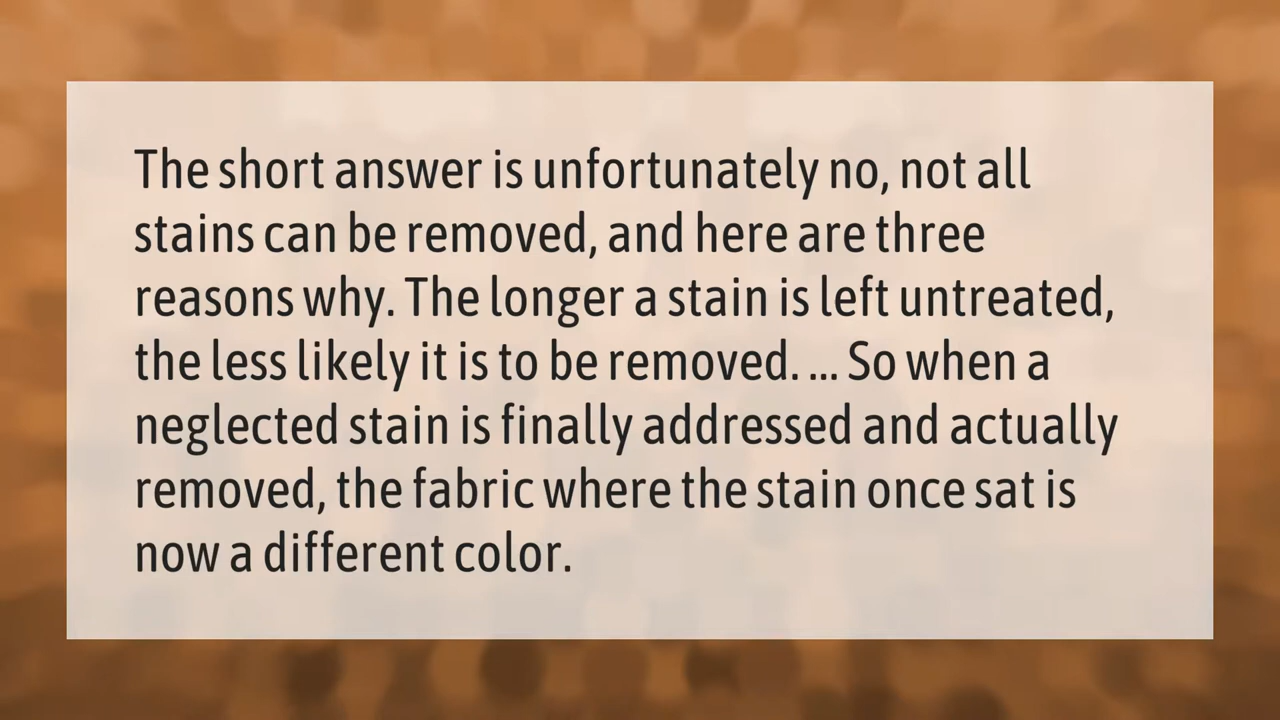 The short answer is unfortunately no, not all
stains can be removed, and here are three
reasons why. The longer a stain is left untreated,
the less likely it is to be removed. ... So when a
neglected stain is finally addressed and actually
removed, the fabric where the stain once sat is
now a different color.